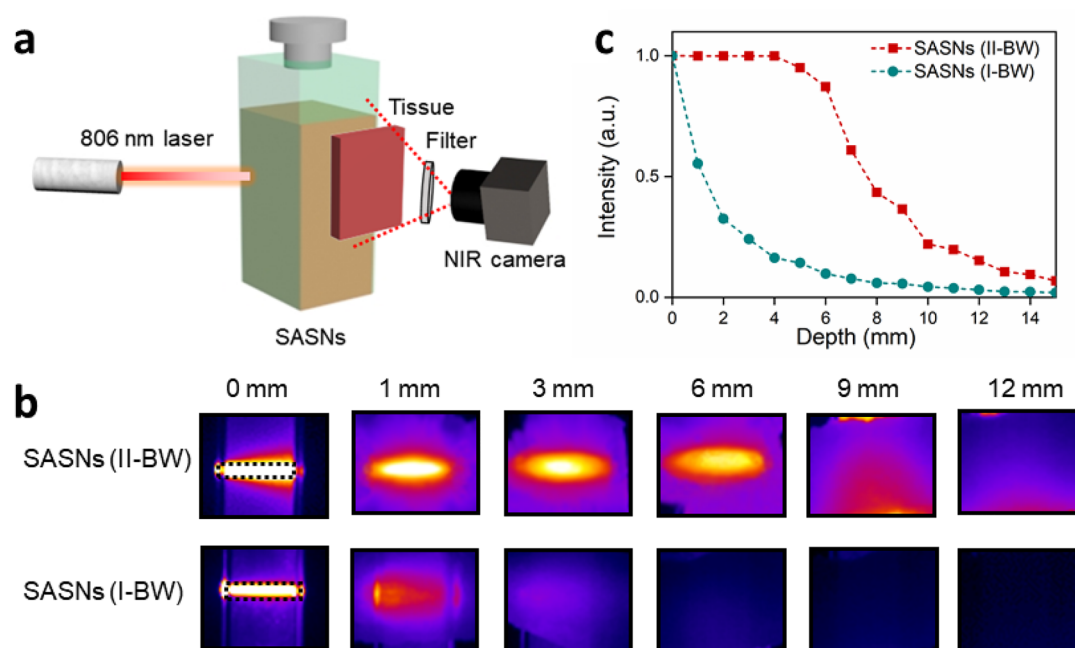 a
806 nm laser
Tissue
Filter
NIR camera
SASNs
c
SASNs (II-BW)
SASNs (I-BW)
1.0
0.5
0.0
Intensity (a.u.)
0 2 4 6 8 10 12 14
Depth (mm)
b
0 mm 1 mm 3 mm 6 mm 9 mm 12 mm
SASNs (II-BW)
SASNs (I-BW)